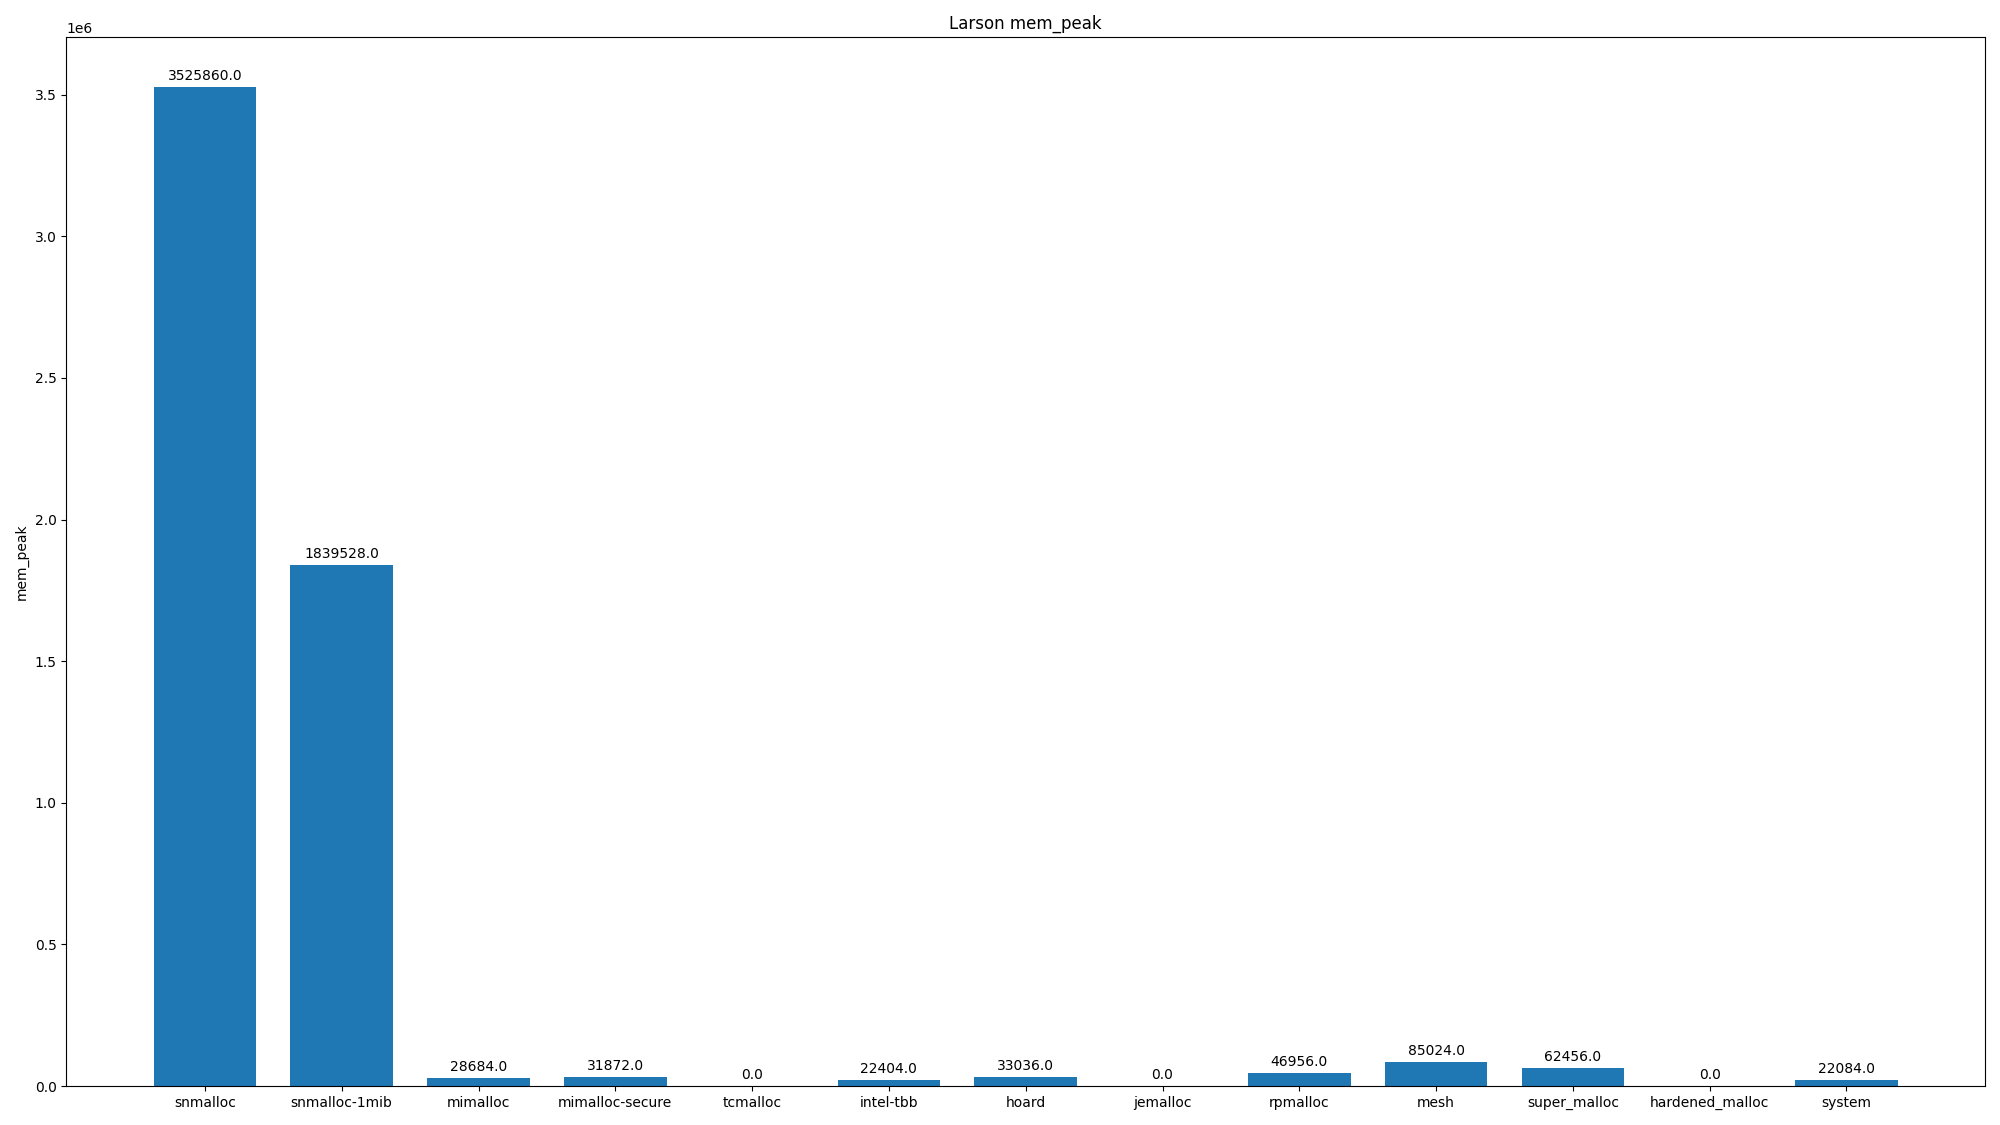 Larson mem_peak
1e6
3.5
3.0
2.5
2.0
1.5
1.0
0.5
0.0
mem_peak
3525860.0
1839528.0
28684.0
31872.0
0.0
22404.0
33036.0
0.0
46956.0
85024.0
62456.0
0.0
22084.0
snmalloc
snmalloc-1mib
mimalloc
mimalloc-secure
tcmalloc
intel-tbb
hoard
jemalloc
rpmalloc
mesh
super_malloc
hardened_malloc
system